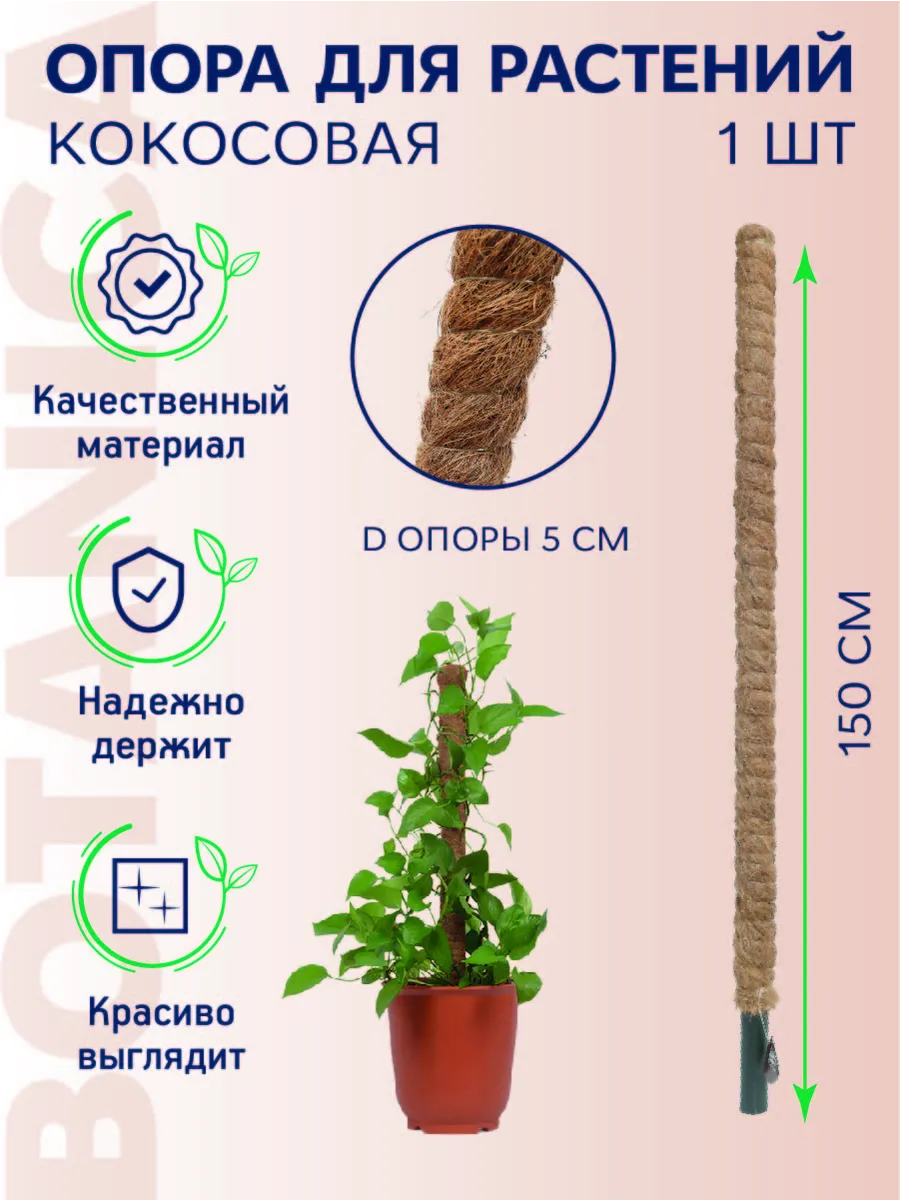 ОПОРА ДЛЯ РАСТЕНИЙ
КОКОСОВАЯ 1 ШТ
Качественный
материал
D ОПОРЫ 5 СМ
Надежно
держит
150 СМ
Красиво
выглядит
BOTANICA